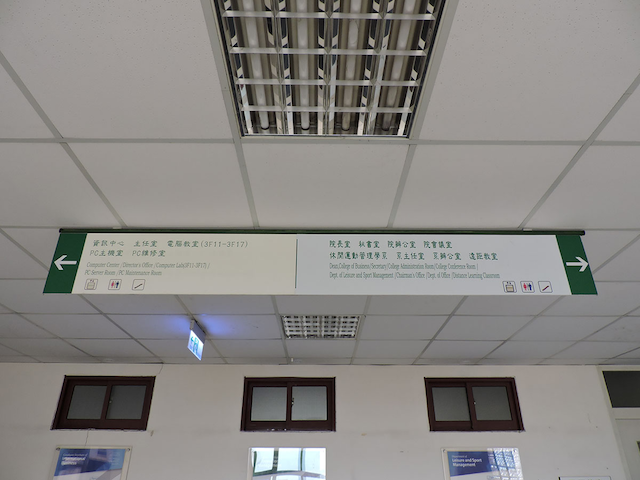 資訊中心 主任室 電腦教室(3F11-3F17)
PC主機室 PC維修室
Computer Center / Director's Office / Computer Lab(3F11-3F17) /
PC Server Room / PC Maintenance Room
院長室 秘書室 院辦公室 院會議室
休閒運動管理學系 系主任室 系辦公室 遠距教室
Dean,College of Business/Secretary/College Administration Room / College Conference Room /
Dept. of Leisure and Sport Management / Chairman's Office / Dept. of Office / Distance Learning Classroom
Leisure and Sport
Management